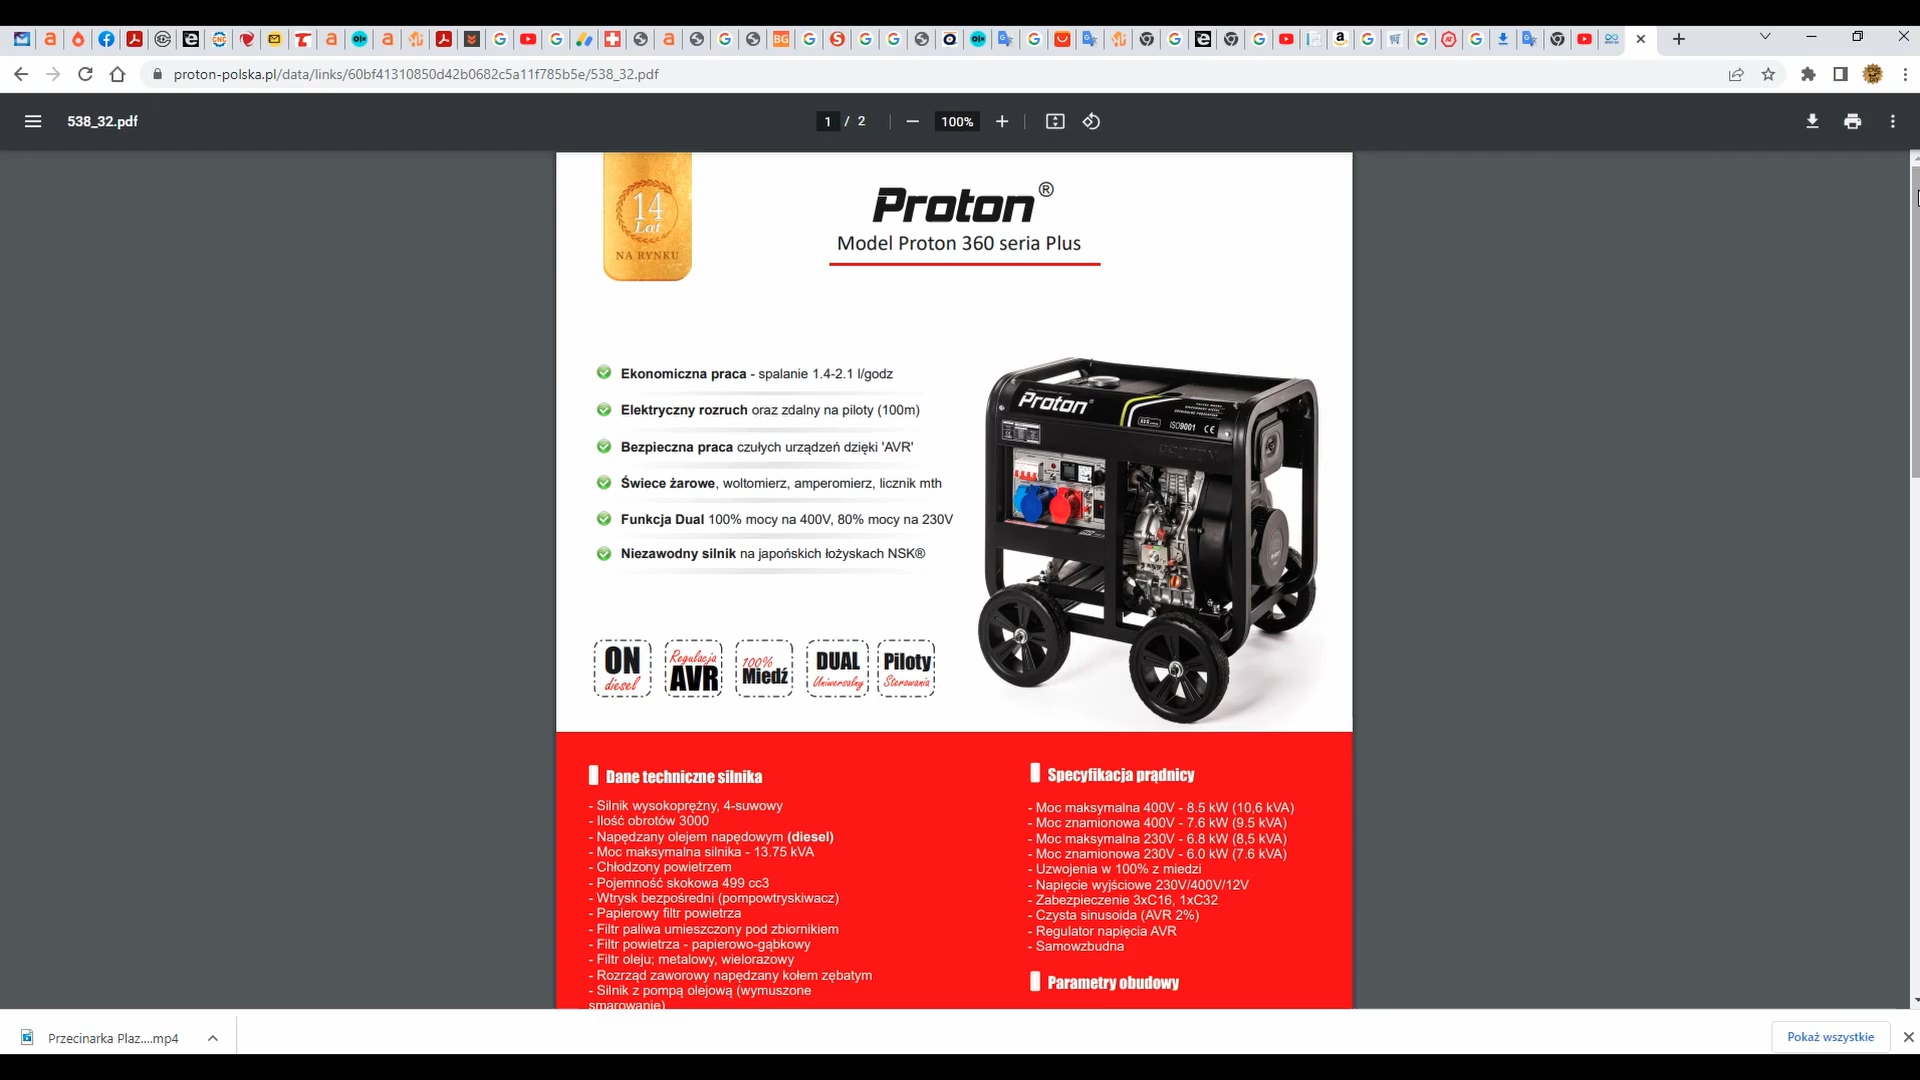 proton-polska.pl/data/links/60bf41310850d42b0682c5a11f785b5e/538_32.pdf
538_32.pdf
1 / 2
100%
14
Lat
NA RYNKU
Proton®
Model Proton 360 seria Plus
Ekonomiczna praca - spalanie 1.4-2.1 l/godz
Elektryczny rozruch oraz zdalny na piloty (100m)
Bezpieczna praca czułych urządzeń dzięki 'AVR'
Świece żarowe, woltomierz, amperomierz, licznik mth
Funkcja Dual 100% mocy na 400V, 80% mocy na 230V
Niezawodny silnik na japońskich łożyskach NSK®
Proton®
ISO9001 CE
ON
diesel
Regulacja
AVR
100%
Miedź
DUAL
Uniwersalny
Piloty
Sterowania
Dane techniczne silnika
- Silnik wysokoprężny, 4-suwowy
- Ilość obrotów 3000
- Napędzany olejem napędowym (diesel)
- Moc maksymalna silnika - 13.75 kVA
- Chłodzony powietrzem
- Pojemność skokowa 499 cc3
- Wtrysk bezpośredni (pompowtryskiwacz)
- Papierowy filtr powietrza
- Filtr paliwa umieszczony pod zbiornikiem
- Filtr powietrza - papierowo-gąbkowy
- Filtr oleju; metalowy, wielorazowy
- Rozrząd zaworowy napędzany kołem zębatym
- Silnik z pompą olejową (wymuszone
smarowanie)
Specyfikacja prądnicy
- Moc maksymalna 400V - 8.5 kW (10,6 kVA)
- Moc znamionowa 400V - 7.6 kW (9.5 kVA)
- Moc maksymalna 230V - 6.8 kW (8,5 kVA)
- Moc znamionowa 230V - 6.0 kW (7.6 kVA)
- Uzwojenia w 100% z miedzi
- Napięcie wyjściowe 230V/400V/12V
- Zabezpieczenie 3xC16, 1xC32
- Czysta sinusoida (AVR 2%)
- Regulator napięcia AVR
- Samowzbudna
Parametry obudowy
Przecinarka Plaz....mp4
Pokaż wszystkie